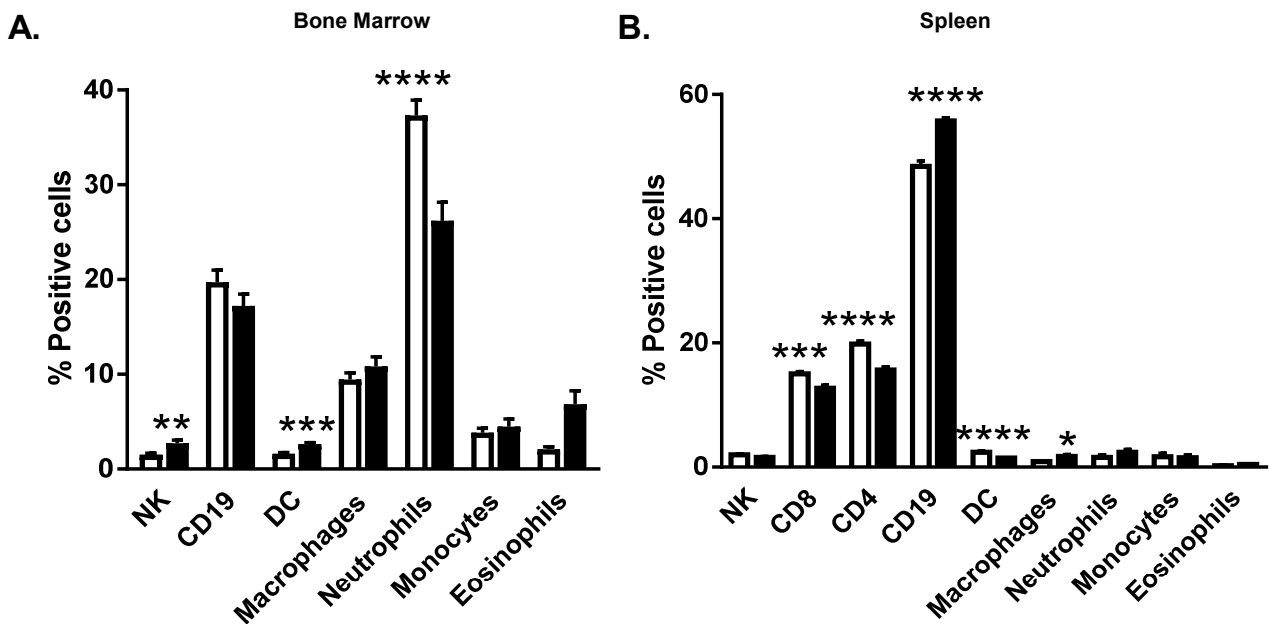 A.
Bone Marrow
% Positive cells
40
30
20
10
0
****
**
***
NK
CD19
DC
Macrophages
Neutrophils
Monocytes
Eosinophils
B.
Spleen
% Positive cells
60
40
20
0
****
****
***
****
*
NK
CD8
CD4
CD19
DC
Macrophages
Neutrophils
Monocytes
Eosinophils